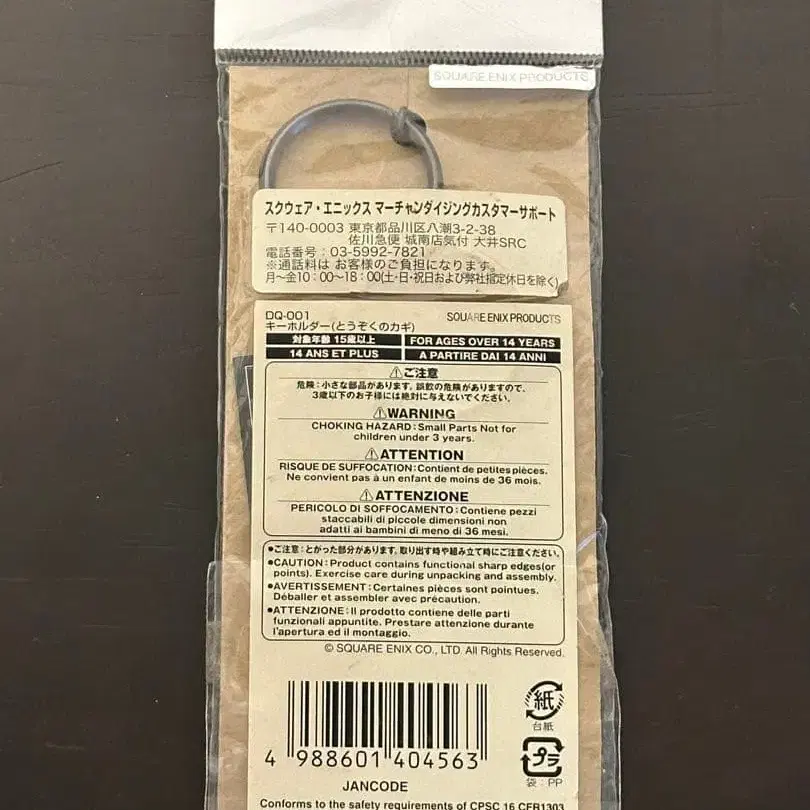 SQUARE ENIX PRODUCTS
スクウェア・エニックス マーチャンダイジングカスタマーサポート
〒140-0003 東京都品川区八潮3-2-38
佐川急便 城南店気付 大井SRC
電話番号：03-5992-7821
※通話料は お客様のご負担になります。
月〜金10：00〜18：00(土・日・祝日および弊社指定休日を除く)
DQ-001 SQUARE ENIX PRODUCTS
キーホルダー(とうぞくのカギ)
対象年齢 15歳以上 FOR AGES OVER 14 YEARS
14 ANS ET PLUS A PARTIRE DAI 14 ANNI
⚠ご注意
危険：小さな部品があります。誤飲の危険がありますので、
3歳以下のお子様には絶対に与えないでください。
⚠WARNING
CHOKING HAZARD：Small Parts Not for
children under 3 years.
⚠ATTENTION
RISQUE DE SUFFOCATION：Contient de petites pièces.
Ne convient pas à un enfant de moins de 36 mois.
⚠ATTENZIONE
PERICOLO DI SOFFOCAMENTO：Contiene pezzi
staccabili di piccole dimensioni non
adatti ai bambini di meno di 36 mesi.
●ご注意：とがった部分があります。取り出す時や組み立て時にご注意ください。
●CAUTION：Product contains functional sharp edges(or
points). Exercise care during unpacking and assembly.
●AVERTISSEMENT：Certaines pièces sont pointues.
Déballer et assembler avec précaution.
●ATTENZIONE：Il prodotto contiene delle parti
funzionali appuntite. Prestare attenzione durante
l'apertura ed il montaggio.
© SQUARE ENIX CO., LTD. All Rights Reserved.
4 988601 404563
JANCODE
紙
台紙
プラ
袋：PP
Conforms to the safety requirements of CPSC 16 CFR1303